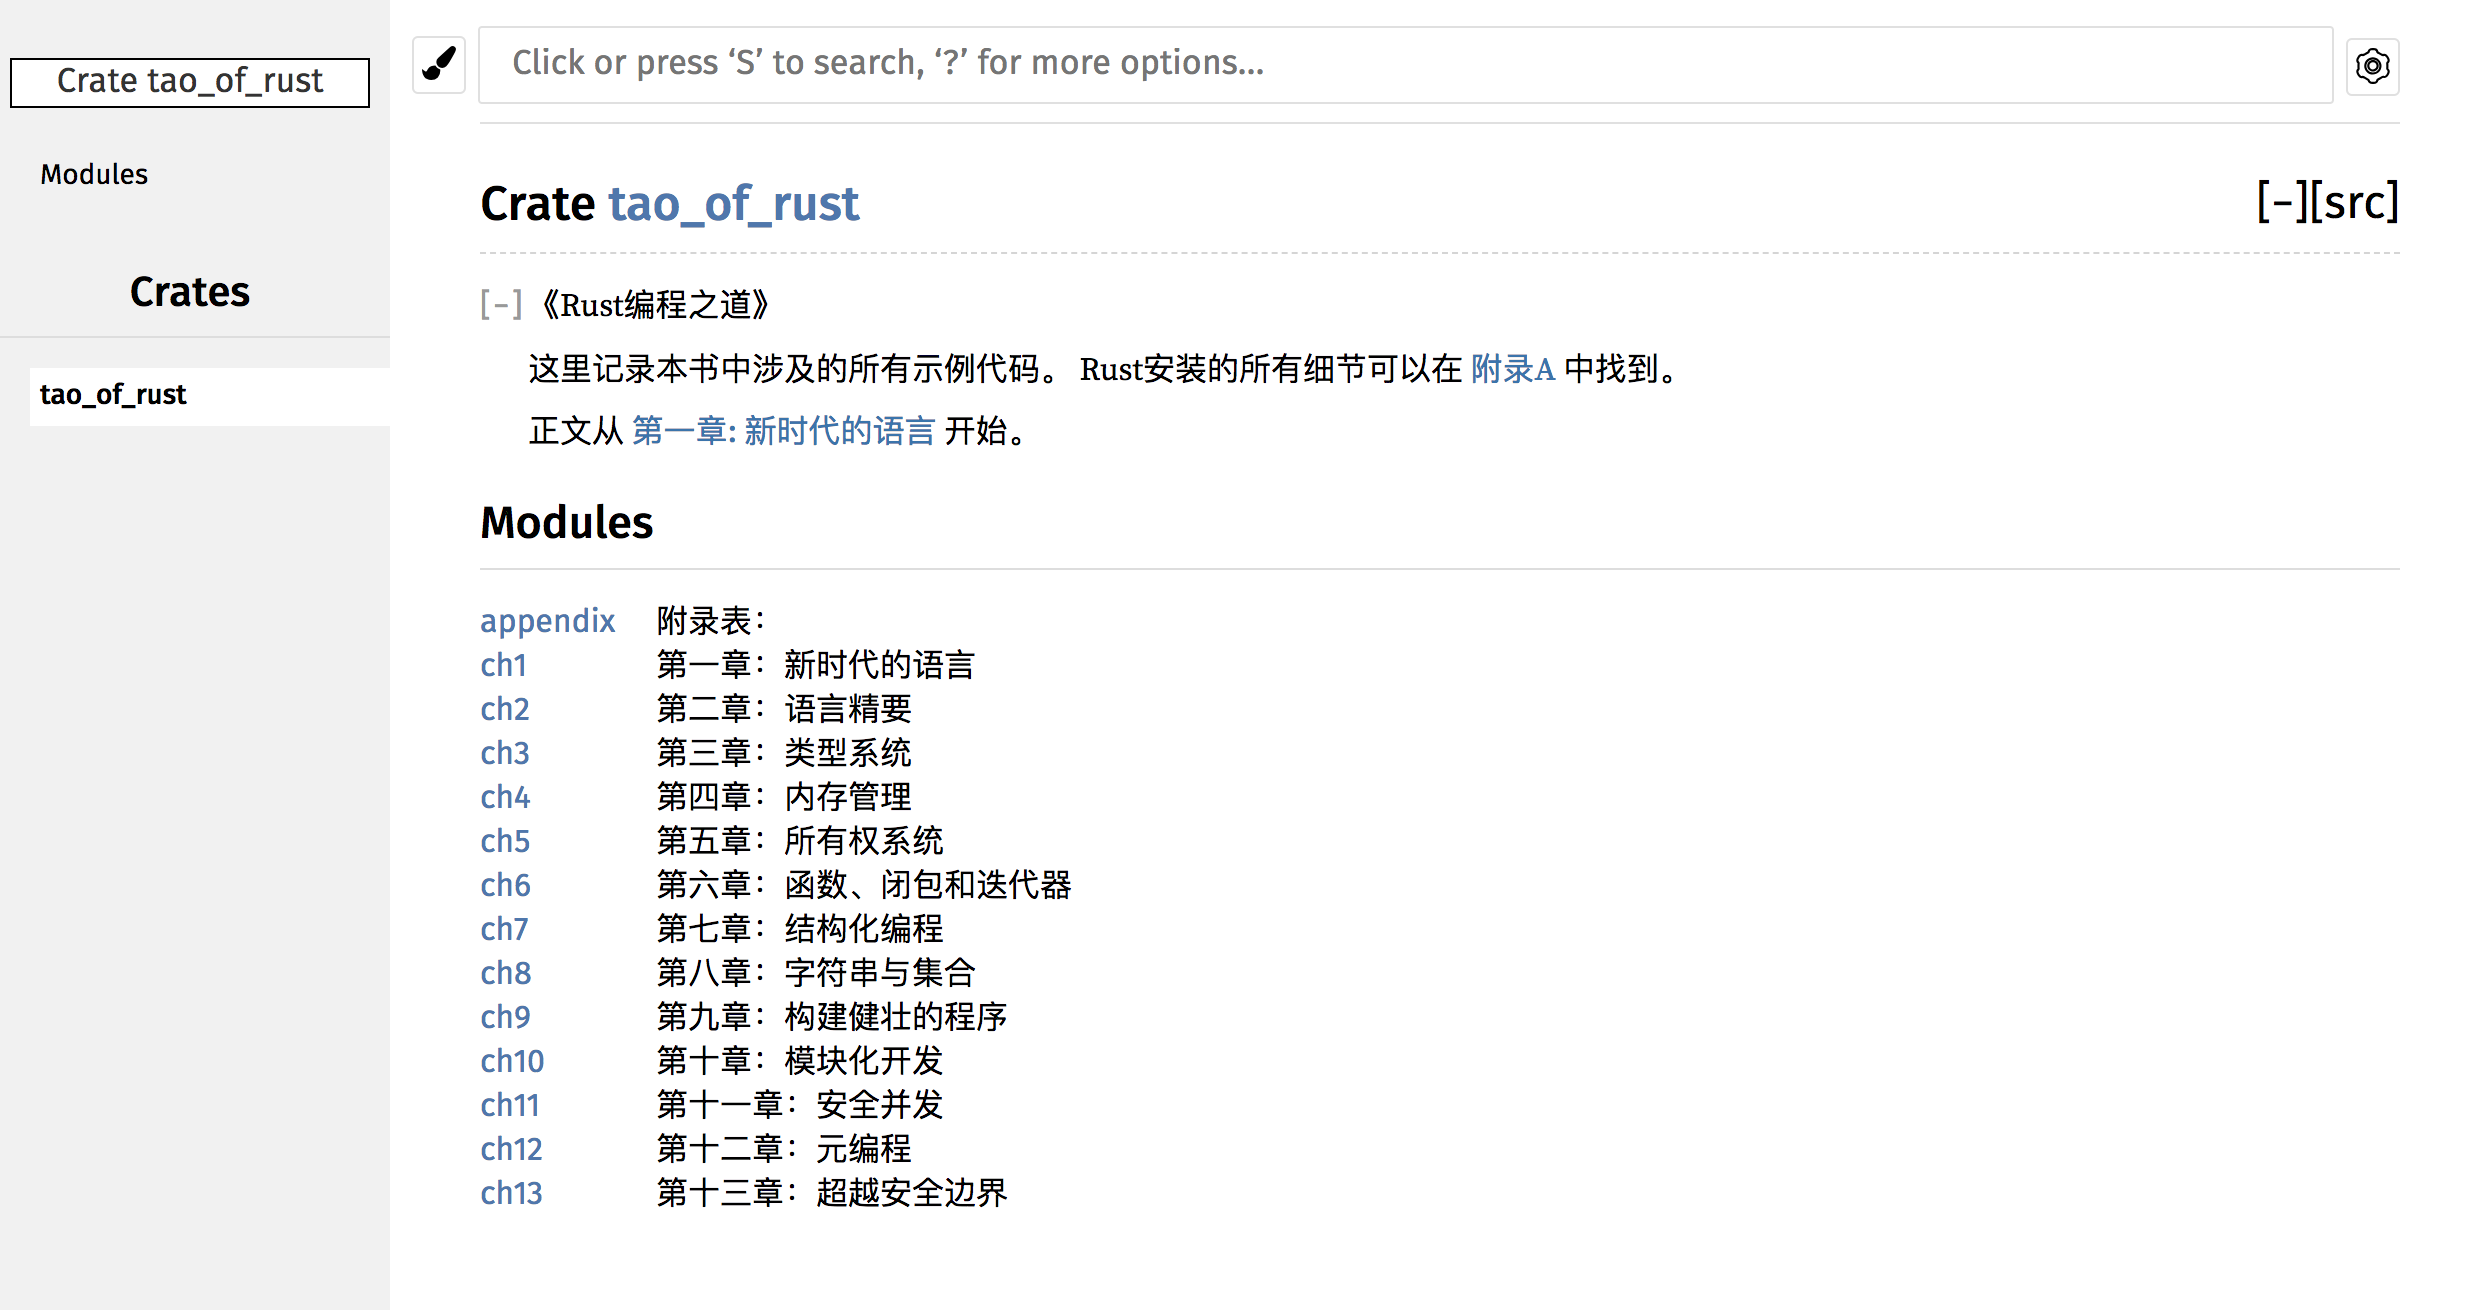 Crate tao_of_rust
Modules
Crates
tao_of_rust
Click or press ‘S’ to search, ‘?’ for more options…
Crate tao_of_rust [-][src]
[-] 《Rust编程之道》
这里记录本书中涉及的所有示例代码。 Rust安装的所有细节可以在 附录A 中找到。
正文从 第一章: 新时代的语言 开始。
Modules
appendix 附录表：
ch1 第一章：新时代的语言
ch2 第二章：语言精要
ch3 第三章：类型系统
ch4 第四章：内存管理
ch5 第五章：所有权系统
ch6 第六章：函数、闭包和迭代器
ch7 第七章：结构化编程
ch8 第八章：字符串与集合
ch9 第九章：构建健壮的程序
ch10 第十章：模块化开发
ch11 第十一章：安全并发
ch12 第十二章：元编程
ch13 第十三章：超越安全边界